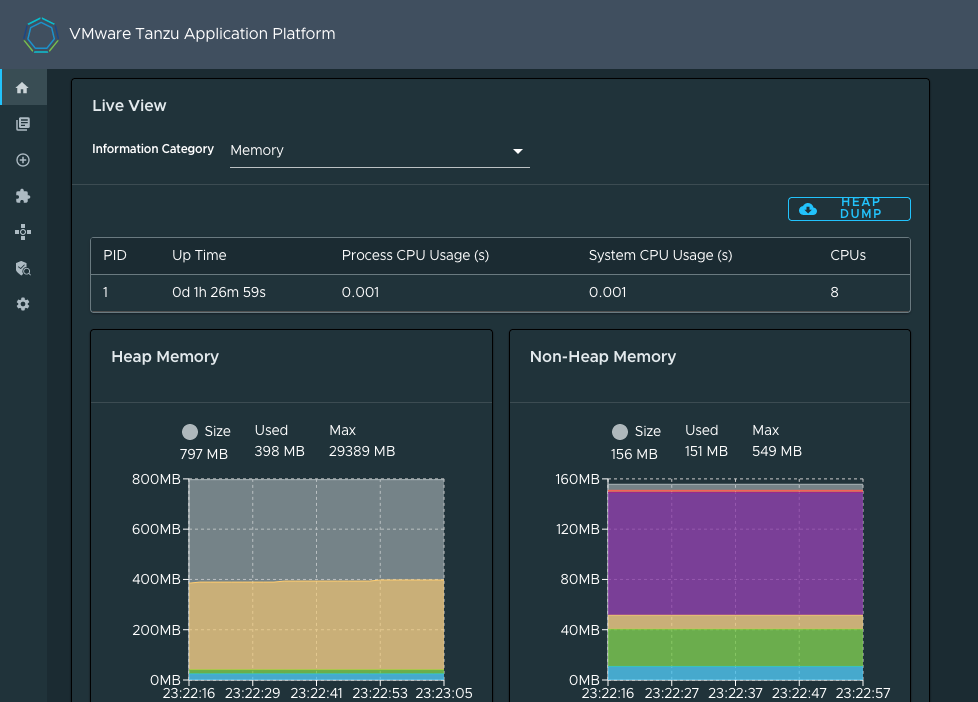 VMware Tanzu Application Platform
Live View
Information Category Memory
HEAP
DUMP
PID Up Time Process CPU Usage (s) System CPU Usage (s) CPUs
1 0d 1h 26m 59s 0.001 0.001 8
Heap Memory
Size Used Max
797 MB 398 MB 29389 MB
800MB
600MB
400MB
200MB
0MB
23:22:16 23:22:29 23:22:41 23:22:53 23:23:05
Non-Heap Memory
Size Used Max
156 MB 151 MB 549 MB
160MB
120MB
80MB
40MB
0MB
23:22:16 23:22:27 23:22:37 23:22:47 23:22:57